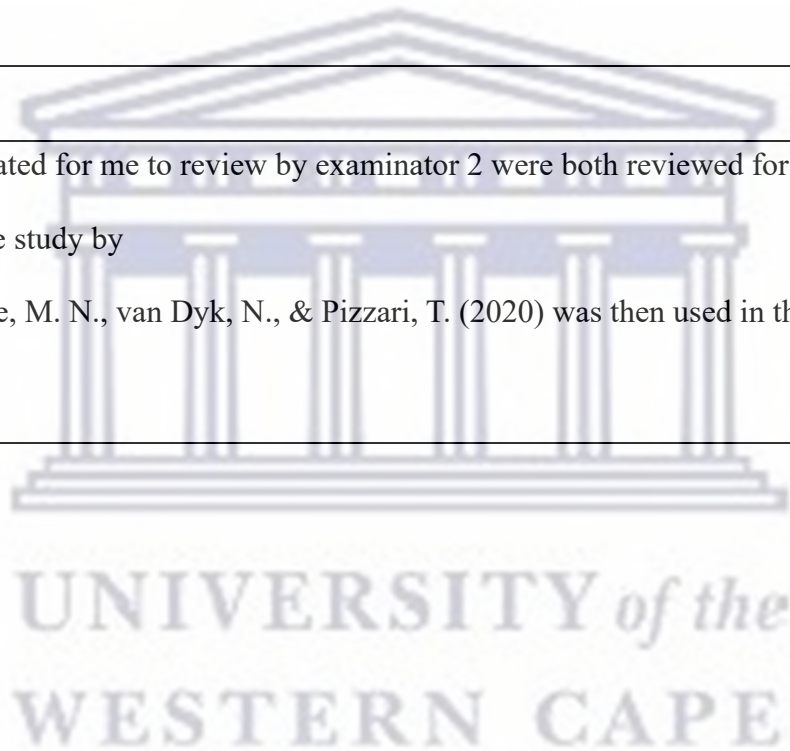 ated for me to review by examinator 2 were both reviewed for
e study by
e, M. N., van Dyk, N., & Pizzari, T. (2020) was then used in th
UNIVERSITY of the
WESTERN CAPE